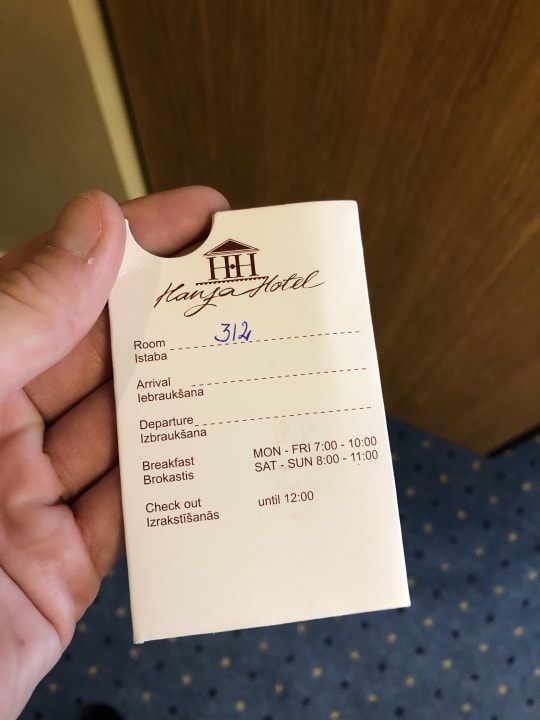 H·H
Hanza Hotel
Room 312
Istaba
Arrival
Iebraukšana
Departure
Izbraukšana
Breakfast MON - FRI 7:00 - 10:00
Brokastis SAT - SUN 8:00 - 11:00
Check out until 12:00
Izrakstīšanās